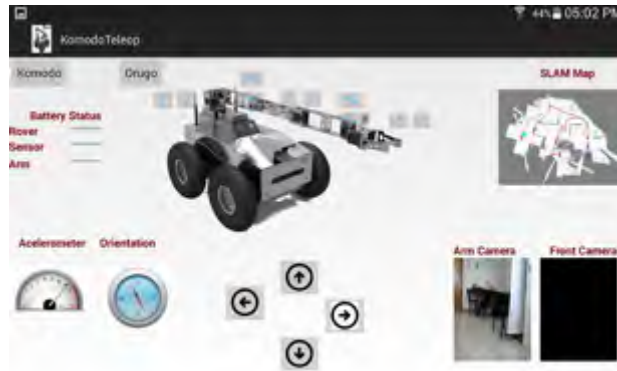 44% 05:02 PM
KomodoTeleop
Komodo
Orugo
SLAM Map
Battery Status
Rover
Sensor
Arm
Acelerometer
Orientation
Arm Camera
Front Camera